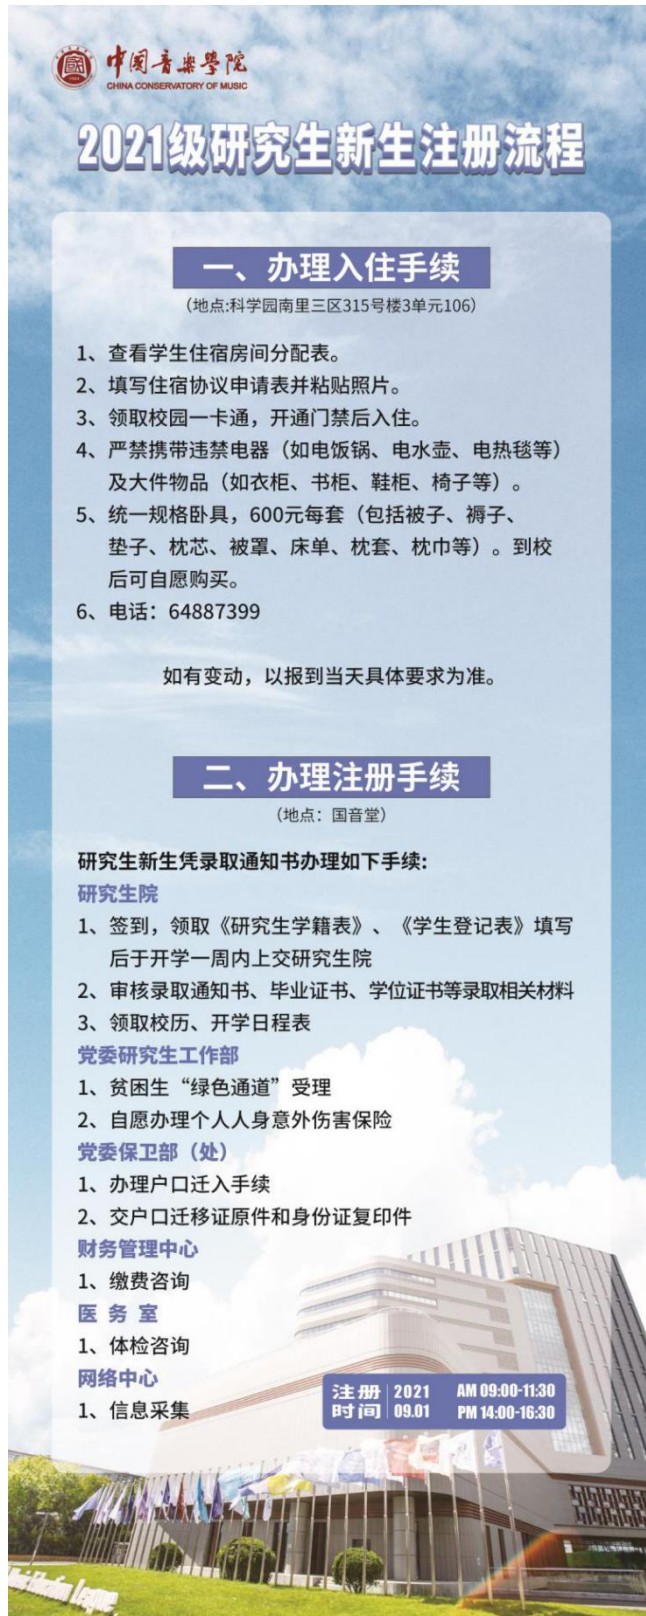 中国音乐学院
CHINA CONSERVATORY OF MUSIC
2021级研究生新生注册流程
一、办理入住手续
（地点:科学园南里三区315号楼3单元106）
1、查看学生住宿房间分配表。
2、填写住宿协议申请表并粘贴照片。
3、领取校园一卡通，开通门禁后入住。
4、严禁携带违禁电器（如电饭锅、电水壶、电热毯等）
及大件物品（如衣柜、书柜、鞋柜、椅子等）。
5、统一规格卧具，600元每套（包括被子、褥子、
垫子、枕芯、被罩、床单、枕套、枕巾等）。到校
后可自愿购买。
6、电话：64887399
如有变动，以报到当天具体要求为准。
二、办理注册手续
（地点：国音堂）
研究生新生凭录取通知书办理如下手续:
研究生院
1、签到，领取《研究生学籍表》、《学生登记表》填写
后于开学一周内上交研究生院
2、审核录取通知书、毕业证书、学位证书等录取相关材料
3、领取校历、开学日程表
党委研究生工作部
1、贫困生“绿色通道”受理
2、自愿办理个人人身意外伤害保险
党委保卫部（处）
1、办理户口迁入手续
2、交户口迁移证原件和身份证复印件
财务管理中心
1、缴费咨询
医 务 室
1、体检咨询
网络中心
1、信息采集
注册 2021 AM 09:00-11:30
时间 09.01 PM 14:00-16:30